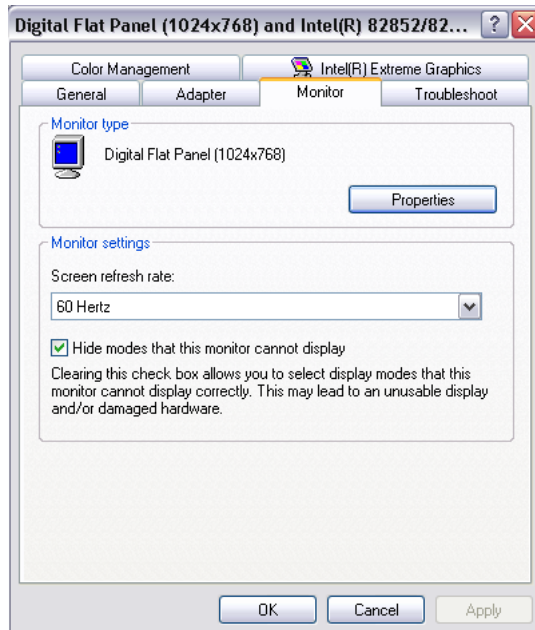 Digital Flat Panel (1024x768) and Intel(R) 82852/82...
Color Management
Intel(R) Extreme Graphics
General
Adapter
Monitor
Troubleshoot
Monitor type
Digital Flat Panel (1024x768)
Properties
Monitor settings
Screen refresh rate:
60 Hertz
Hide modes that this monitor cannot display
Clearing this check box allows you to select display modes that this
monitor cannot display correctly. This may lead to an unusable display
and/or damaged hardware.
OK
Cancel
Apply